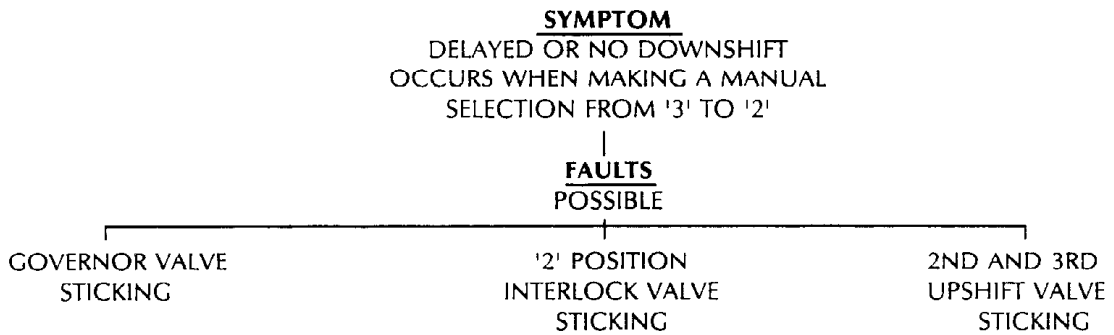 SYMPTOM
DELAYED OR NO DOWNSHIFT
OCCURS WHEN MAKING A MANUAL
SELECTION FROM '3' TO '2'
FAULTS
POSSIBLE
GOVERNOR VALVE
STICKING
'2' POSITION
INTERLOCK VALVE
STICKING
2ND AND 3RD
UPSHIFT VALVE
STICKING